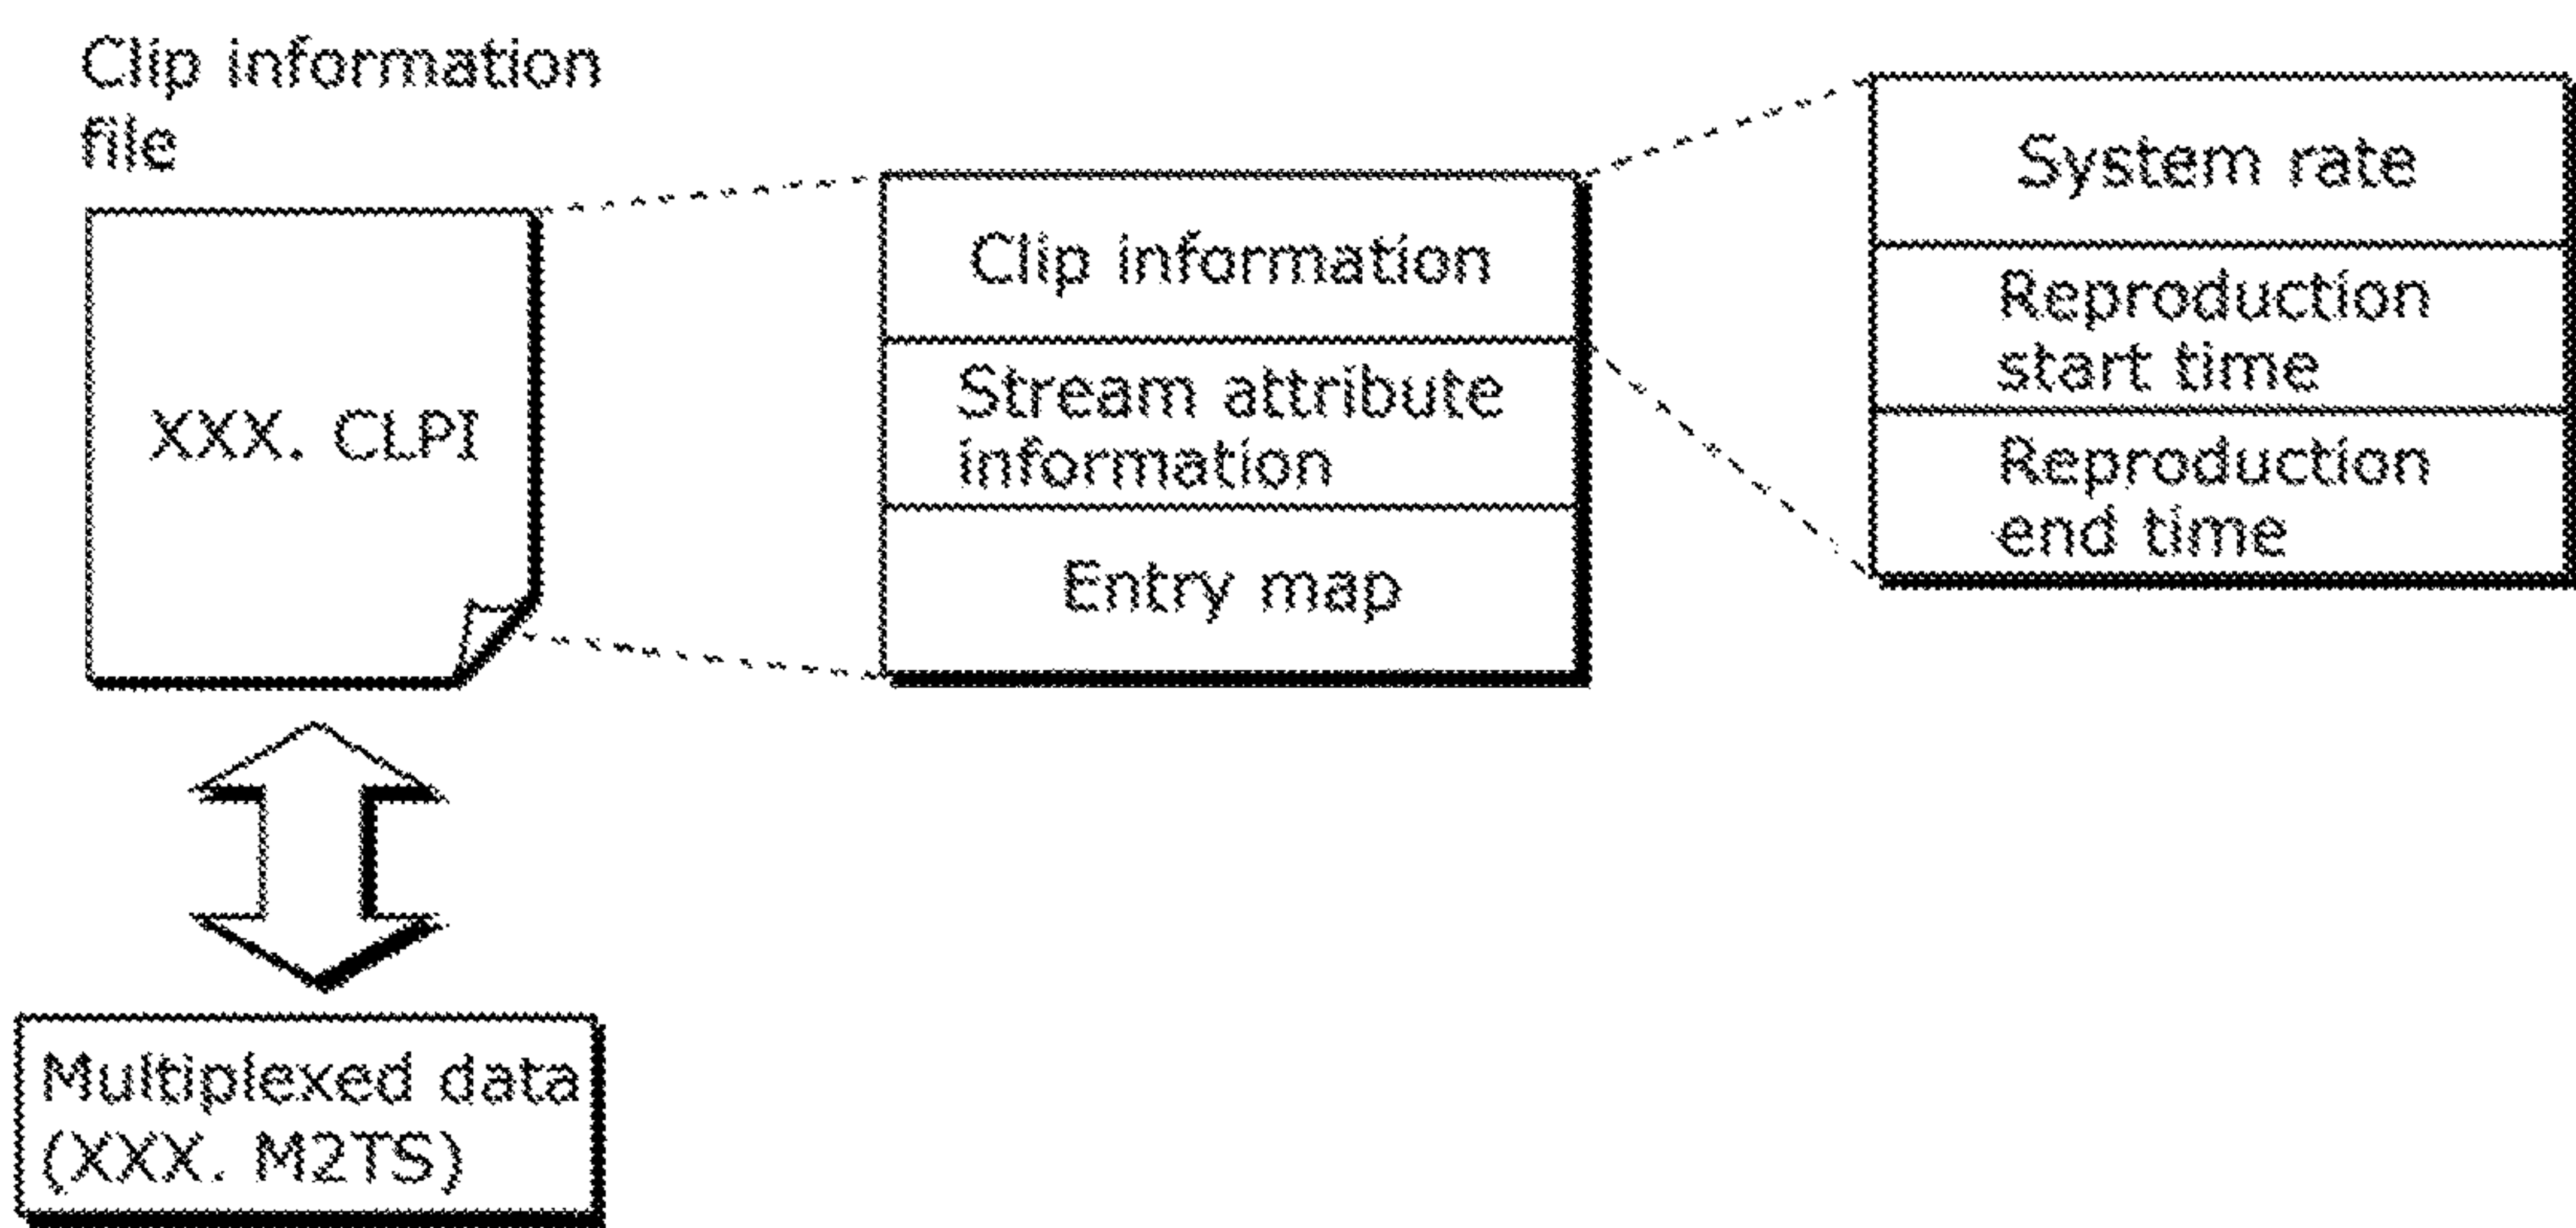 Clip information
file
XXX. CLPI
Clip information
Stream attribute
information
Entry map
System rate
Reproduction
start time
Reproduction
end time
Multiplexed data
(XXX. M2TS)